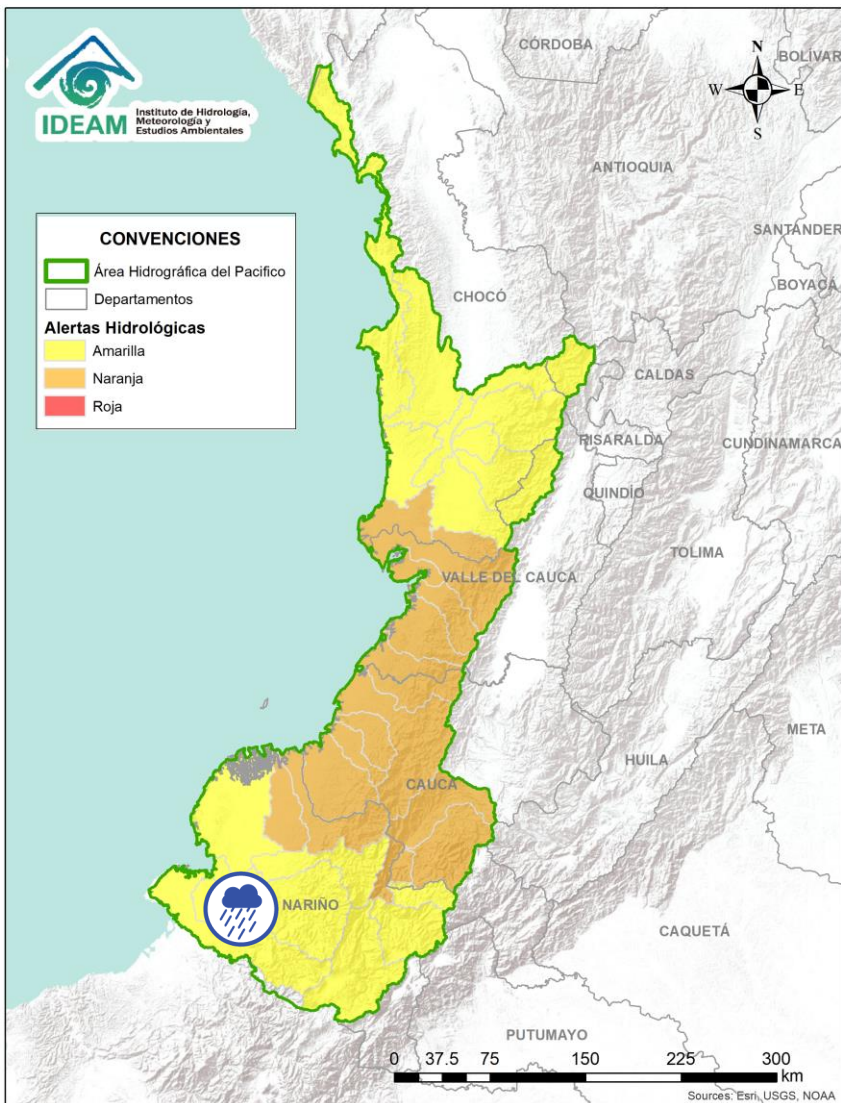 IDEAM
Instituto de Hidrología,
Meteorología y
Estudios Ambientales
CÓRDOBA
BOLÍVAR
N
W
E
S
ANTIOQUIA
SANTANDER
BOYACÁ
CONVENCIONES
Área Hidrográfica del Pacifico
Departamentos
Alertas Hidrológicas
Amarilla
Naranja
Roja
CHOCÓ
CALDAS
RISARALDA
CUNDINAMARCA
QUINDÍO
TOLIMA
VALLE DEL CAUCA
META
HUILA
CAUCA
NARIÑO
CAQUETÁ
PUTUMAYO
0 37.5 75 150 225 300
km
Sources: Esri, USGS, NOAA